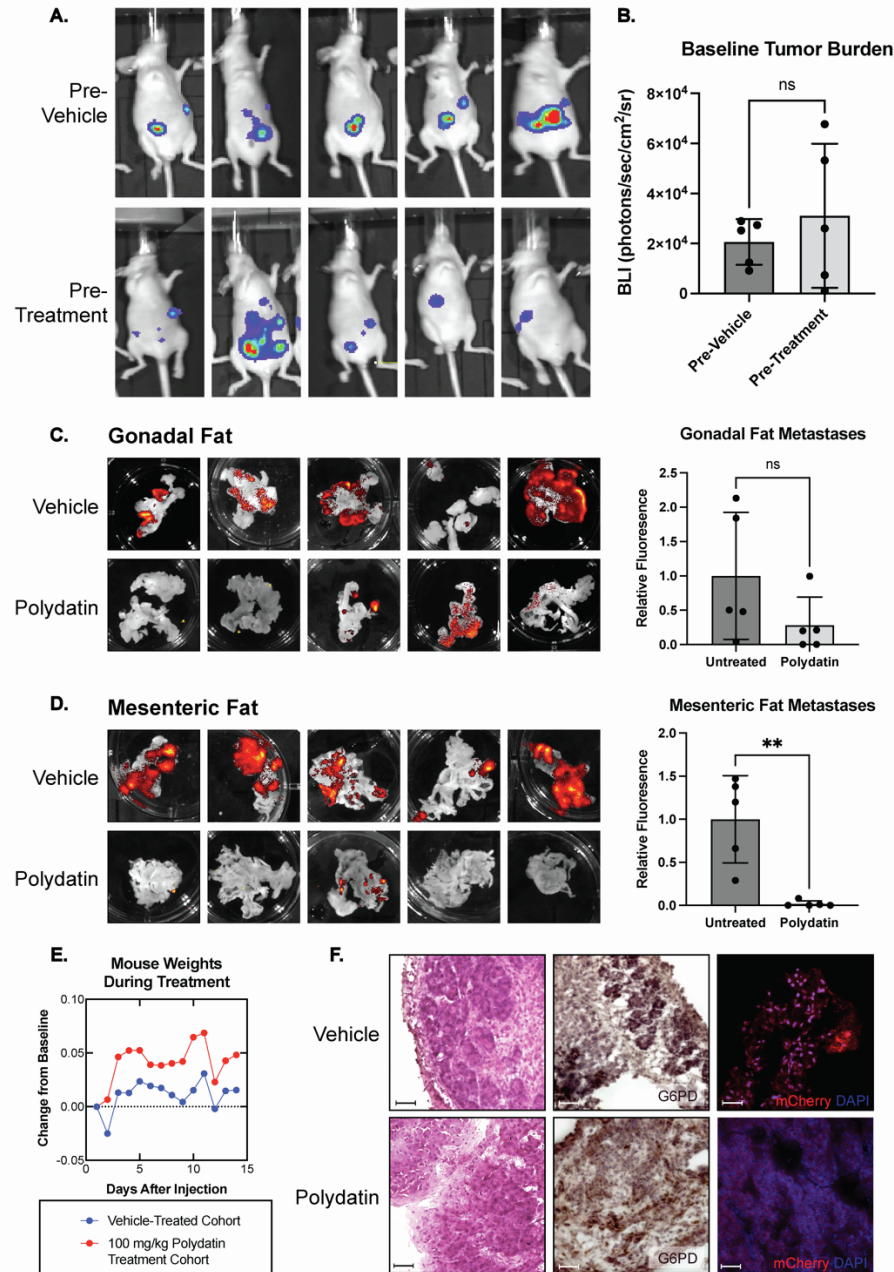 A.
Pre-
Vehicle
Pre-
Treatment
B.
Baseline Tumor Burden
ns
8×10⁴
6×10⁴
4×10⁴
2×10⁴
0
BLI (photons/sec/cm²/sr)
Pre-Vehicle
Pre-Treatment
C.
Gonadal Fat
Vehicle
Polydatin
Gonadal Fat Metastases
ns
2.5
2.0
1.5
1.0
0.5
0.0
Relative Fluoresence
Untreated
Polydatin
D.
Mesenteric Fat
Vehicle
Polydatin
Mesenteric Fat Metastases
**
2.0
1.5
1.0
0.5
0.0
Relative Fluoresence
Untreated
Polydatin
E.
Mouse Weights
During Treatment
0.10
0.05
0.00
-0.05
Change from Baseline
0
5
10
15
Days After Injection
Vehicle-Treated Cohort
100 mg/kg Polydatin
Treatment Cohort
F.
Vehicle
G6PD
mCherry DAPI
Polydatin
G6PD
mCherry DAPI